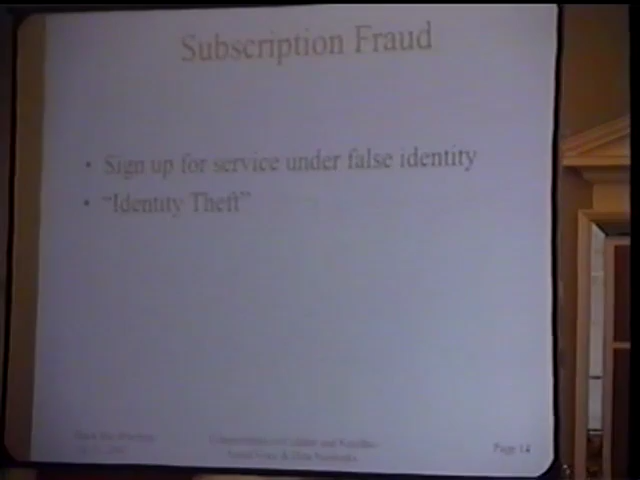 Subscription Fraud
• Sign up for service under false identity
• “Identity Theft”
Page 14